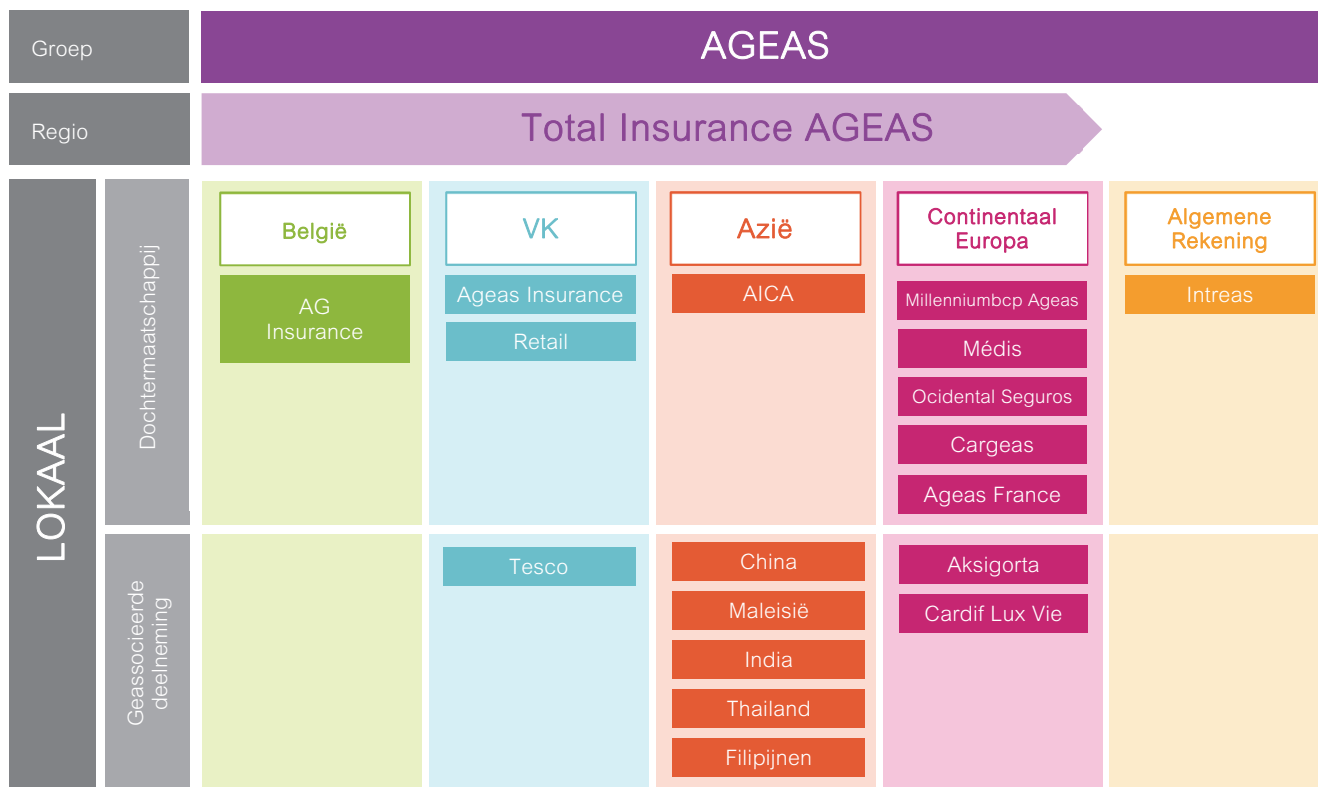 Groep
AGEAS
Regio
Total Insurance AGEAS
LOKAAL
Dochtermaatschappij
België
AG
Insurance
VK
Ageas Insurance
Retail
Azië
AICA
Continentaal
Europa
Millenniumbcp Ageas
Médis
Ocidental Seguros
Cargeas
Ageas France
Algemene
Rekening
Intreas
Geassocieerde
deelneming
Tesco
China
Maleisië
India
Thailand
Filipijnen
Aksigorta
Cardif Lux Vie